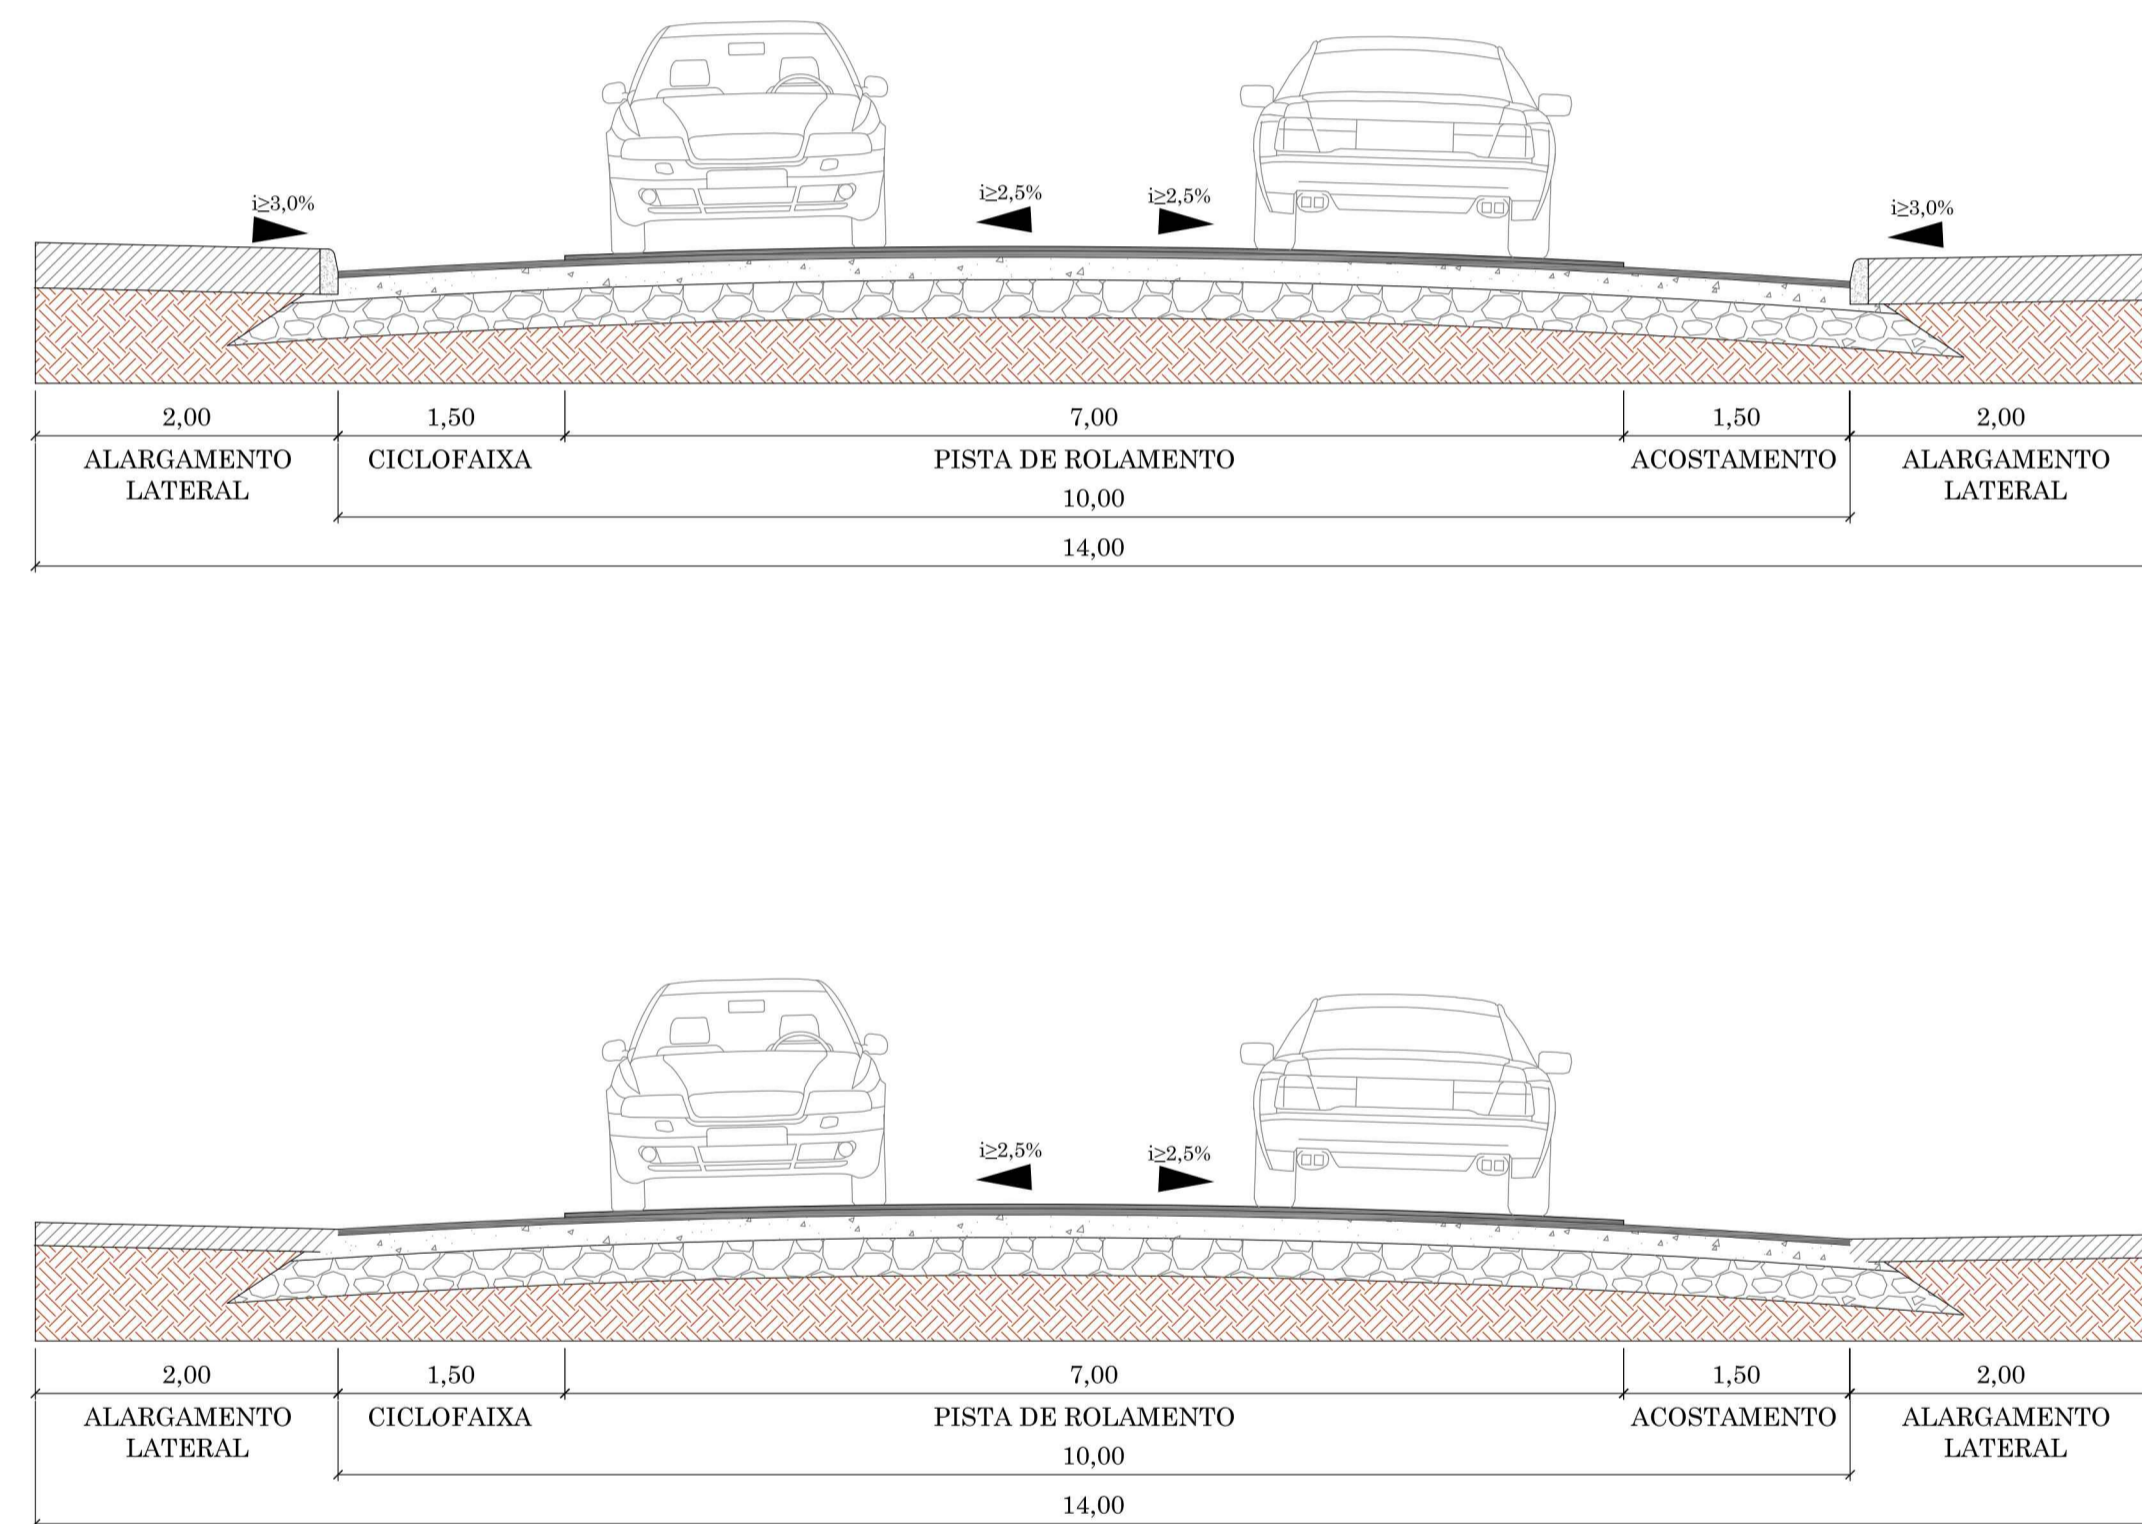 i≥3,0%
i≥2,5%
i≥2,5%
i≥3,0%
2,00
1,50
7,00
1,50
2,00
ALARGAMENTO
LATERAL
CICLOFAIXA
PISTA DE ROLAMENTO
ACOSTAMENTO
ALARGAMENTO
LATERAL
10,00
14,00
i≥2,5%
i≥2,5%
2,00
1,50
7,00
1,50
2,00
ALARGAMENTO
LATERAL
CICLOFAIXA
PISTA DE ROLAMENTO
ACOSTAMENTO
ALARGAMENTO
LATERAL
10,00
14,00